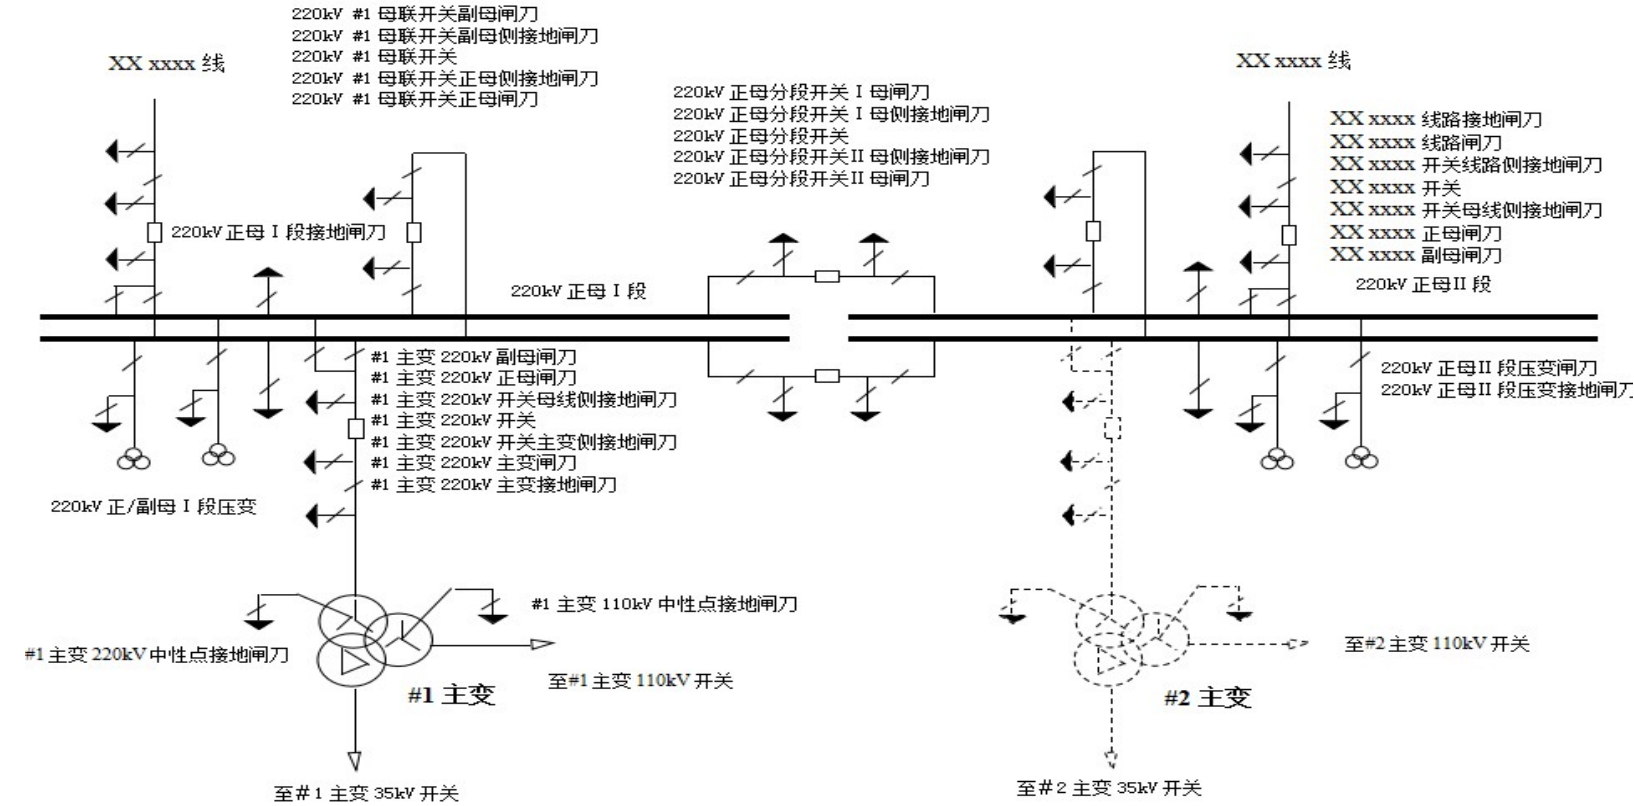 220kV #1 母联开关副母闸刀
220kV #1 母联开关副母侧接地闸刀
220kV #1 母联开关
220kV #1 母联开关正母侧接地闸刀
220kV #1 母联开关正母闸刀
XX xxxx 线
XX xxxx 线
220kV 正母分段开关 I 母闸刀
220kV 正母分段开关 I 母侧接地闸刀
220kV 正母分段开关
220kV 正母分段开关II 母侧接地闸刀
220kV 正母分段开关II 母闸刀
XX xxxx 线路接地闸刀
XX xxxx 线路闸刀
XX xxxx 开关线路侧接地闸刀
XX xxxx 开关
XX xxxx 开关母线侧接地闸刀
XX xxxx 正母闸刀
XX xxxx 副母闸刀
220kV 正母 I 段接地闸刀
220kV 正母 I 段
220kV 正母II 段
#1 主变 220kV 副母闸刀
#1 主变 220kV 正母闸刀
#1 主变 220kV 开关母线侧接地闸刀
#1 主变 220kV 开关
#1 主变 220kV 开关主变侧接地闸刀
#1 主变 220kV 主变闸刀
#1 主变 220kV 主变接地闸刀
220kV 正母II 段压变闸刀
220kV 正母II 段压变接地闸刀
220kV 正/副母 I 段压变
#1 主变 110kV 中性点接地闸刀
#1 主变 220kV 中性点接地闸刀
至#1 主变 110kV 开关
#1 主变
至#2 主变 110kV 开关
#2 主变
至#1 主变 35kV 开关
至#2 主变 35kV 开关